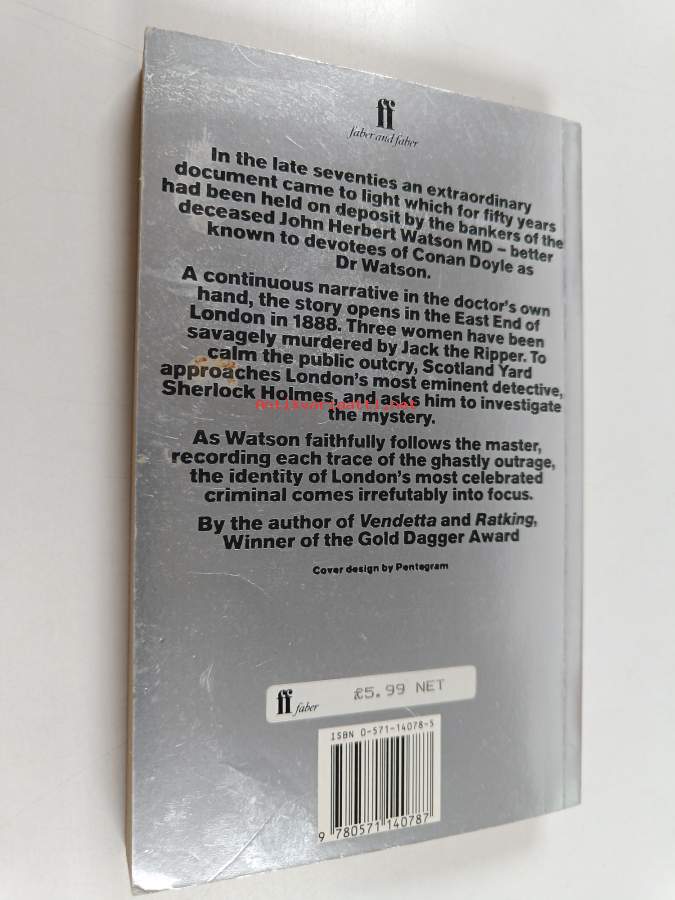 ff
faber and faber
In the late seventies an extraordinary
document came to light which for fifty years
had been held on deposit by the bankers of the
deceased John Herbert Watson MD – better
known to devotees of Conan Doyle as
Dr Watson.
A continuous narrative in the doctor's own
hand, the story opens in the East End of
London in 1888. Three women have been
savagely murdered by Jack the Ripper. To
calm the public outcry, Scotland Yard
approaches London's most eminent detective,
Sherlock Holmes, and asks him to investigate
the mystery.
Antikvariaatti.net
As Watson faithfully follows the master,
recording each trace of the ghastly outrage,
the identity of London's most celebrated
criminal comes irrefutably into focus.
By the author of Vendetta and Ratking,
Winner of the Gold Dagger Award
Cover design by Pentagram
ff faber £5.99 NET
ISBN 0-571-14078-5
9 780571 140787